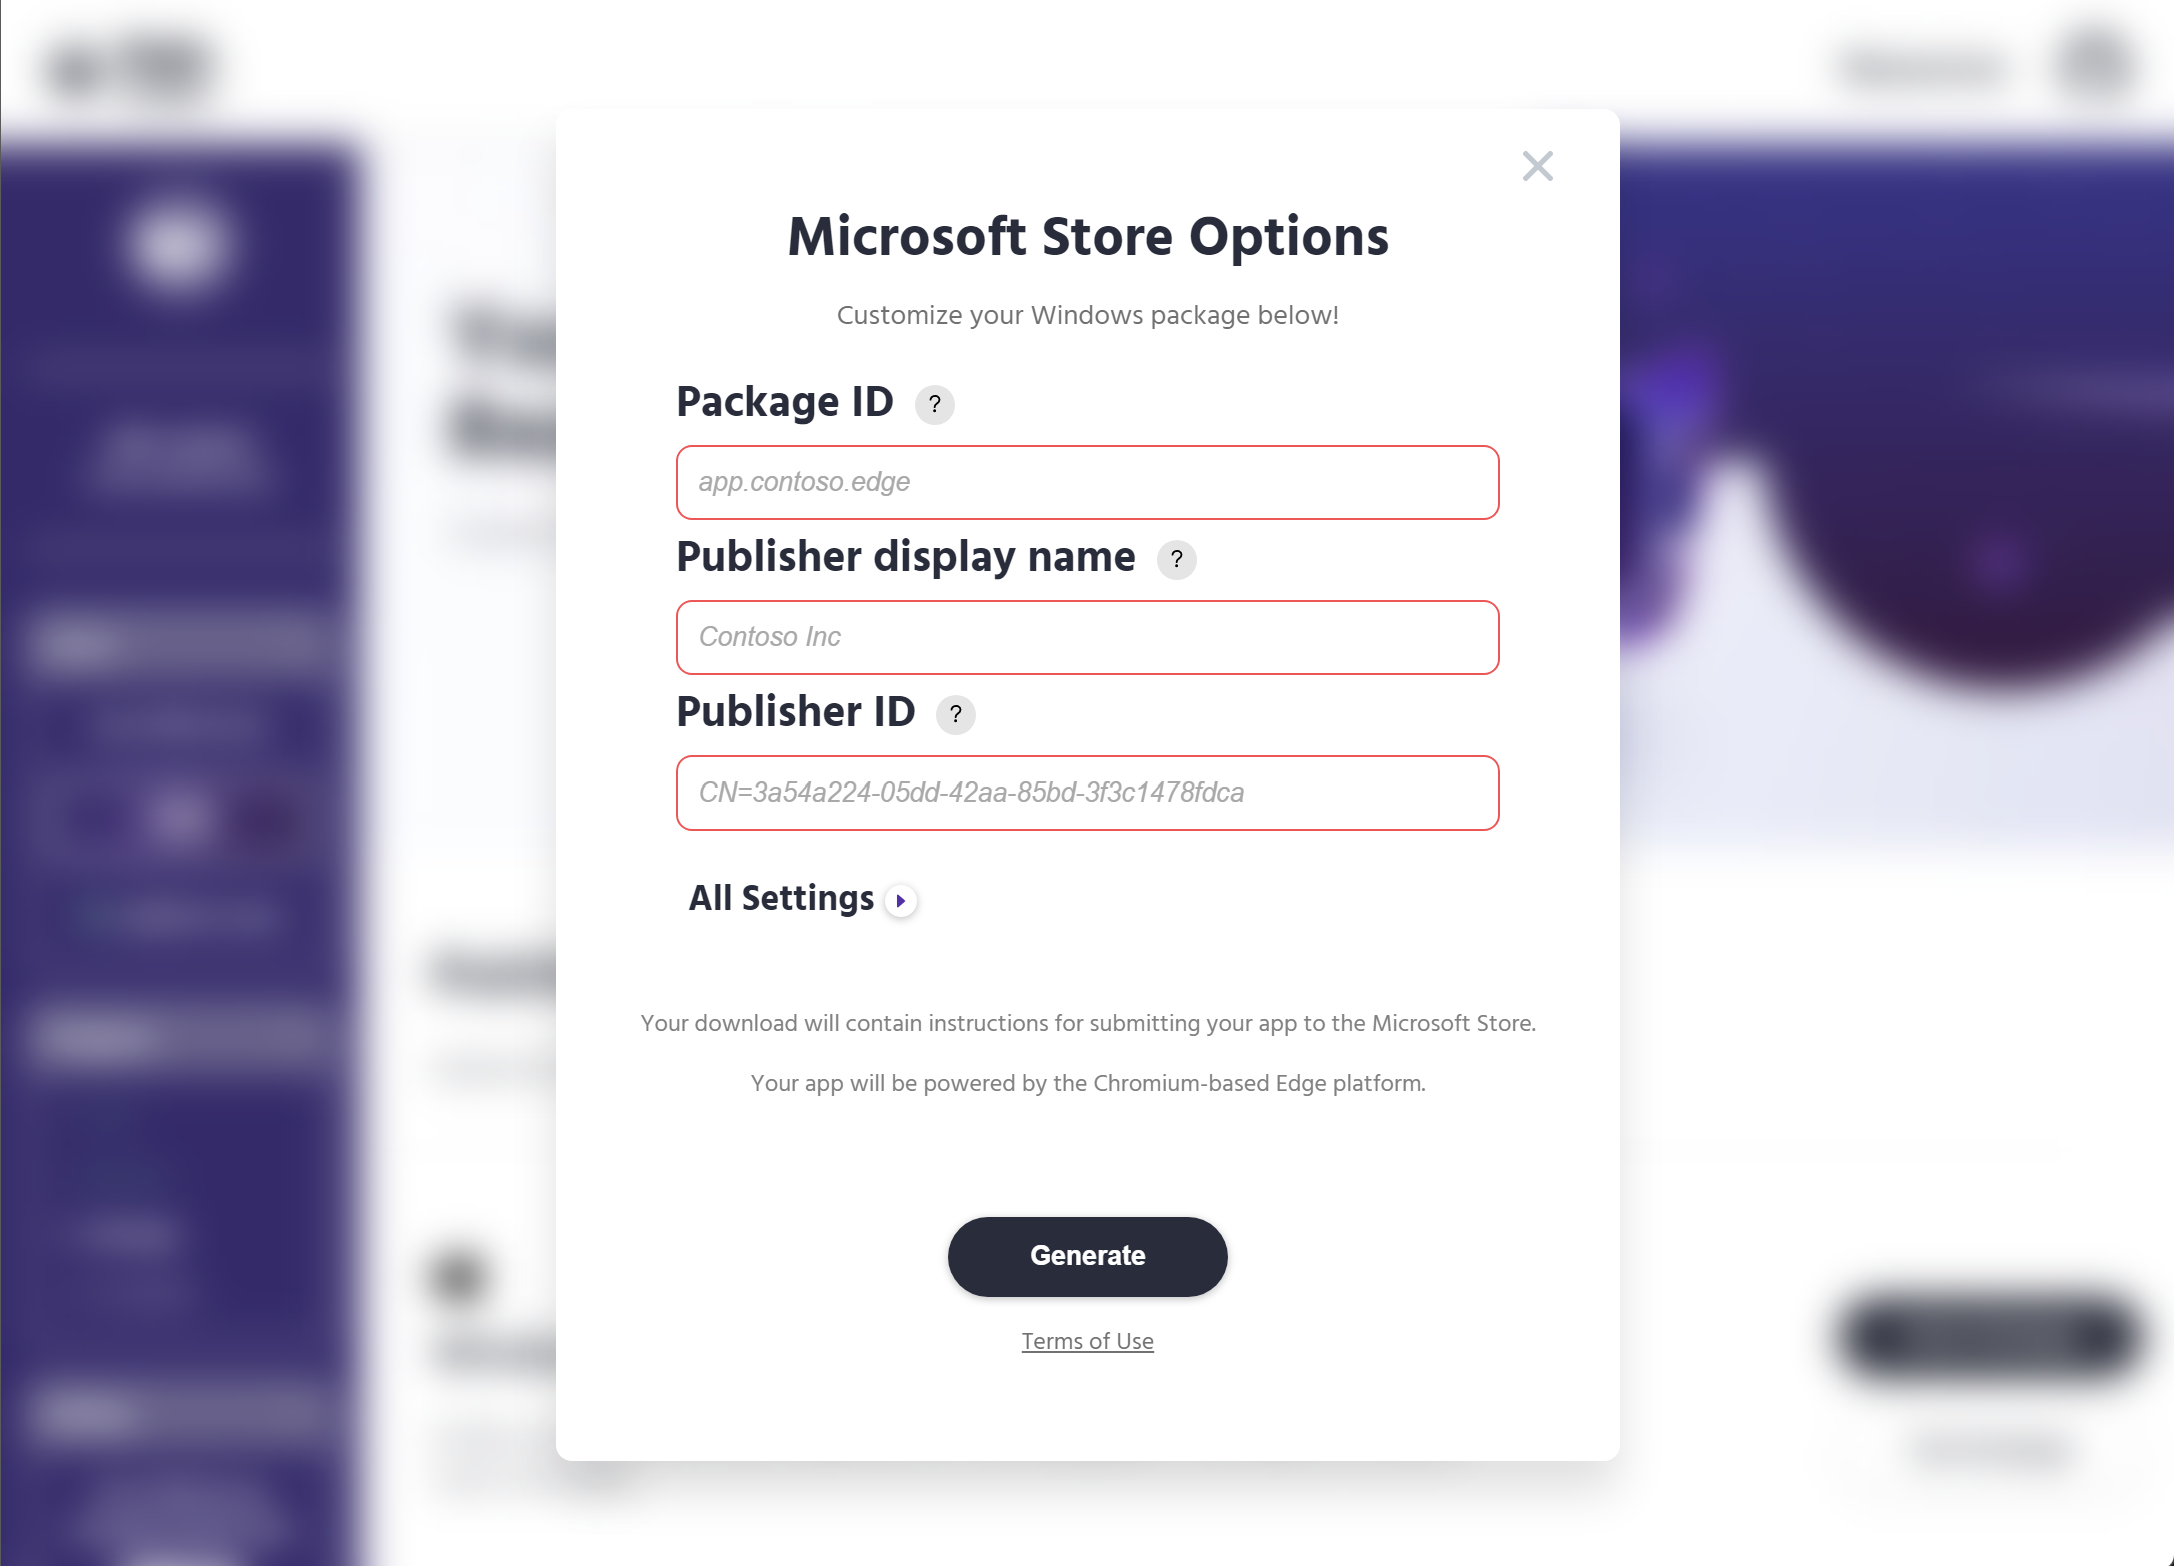 Microsoft Store Options
Customize your Windows package below!
Package ID ?
app.contoso.edge
Publisher display name ?
Contoso Inc
Publisher ID ?
CN=3a54a224-05dd-42aa-85bd-3f3c1478fdca
All Settings
Your download will contain instructions for submitting your app to the Microsoft Store.
Your app will be powered by the Chromium-based Edge platform.
Generate
Terms of Use